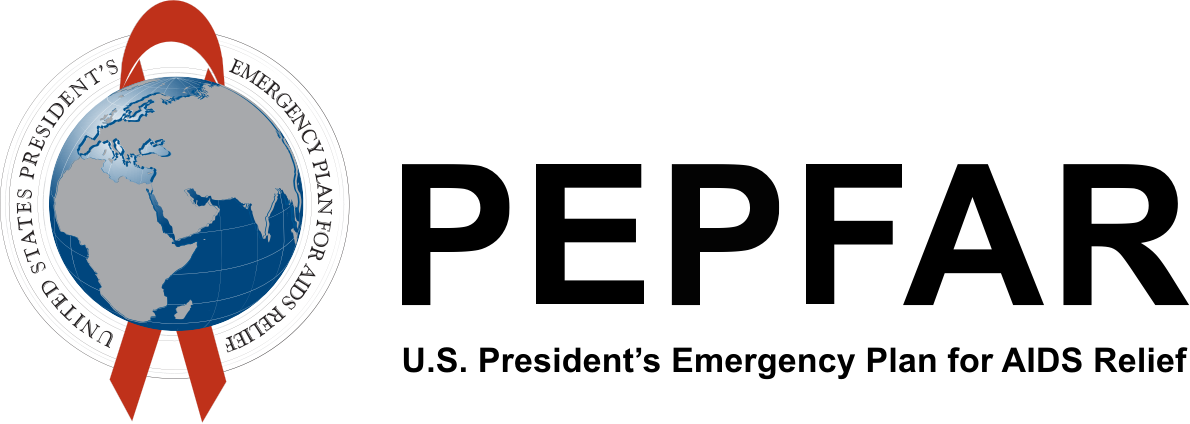 UNITED STATES PRESIDENT'S EMERGENCY PLAN FOR AIDS RELIEF
PEPFAR
U.S. President’s Emergency Plan for AIDS Relief